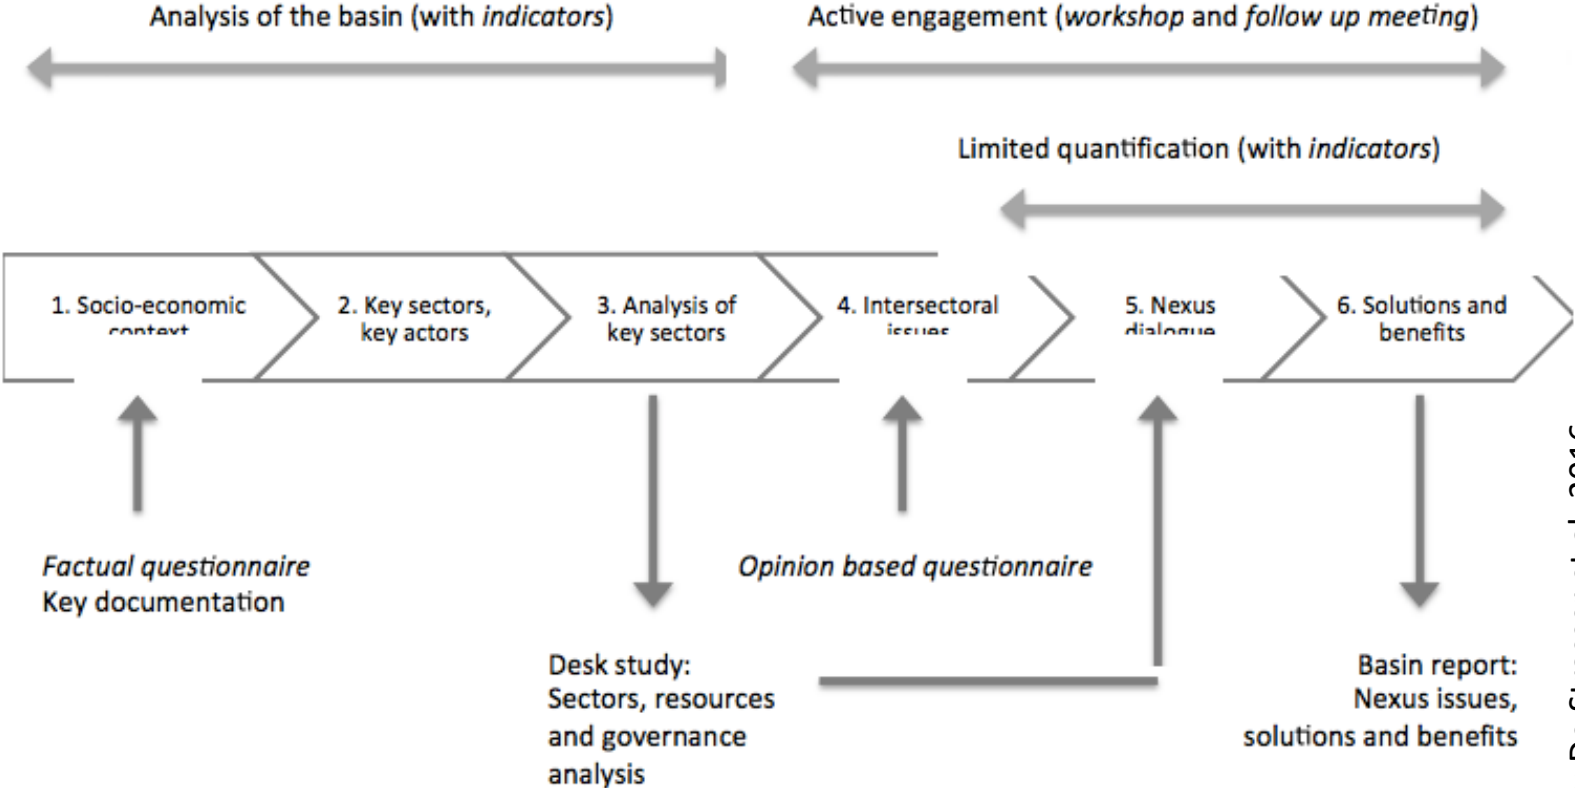 Analysis of the basin (with indicators)
Active engagement (workshop and follow up meeting)
Limited quantification (with indicators)
1. Socio-economic
context
2. Key sectors,
key actors
3. Analysis of
key sectors
4. Intersectoral
issues
5. Nexus
dialogue
6. Solutions and
benefits
Factual questionnaire
Key documentation
Opinion based questionnaire
Desk study:
Sectors, resources
and governance
analysis
Basin report:
Nexus issues,
solutions and benefits